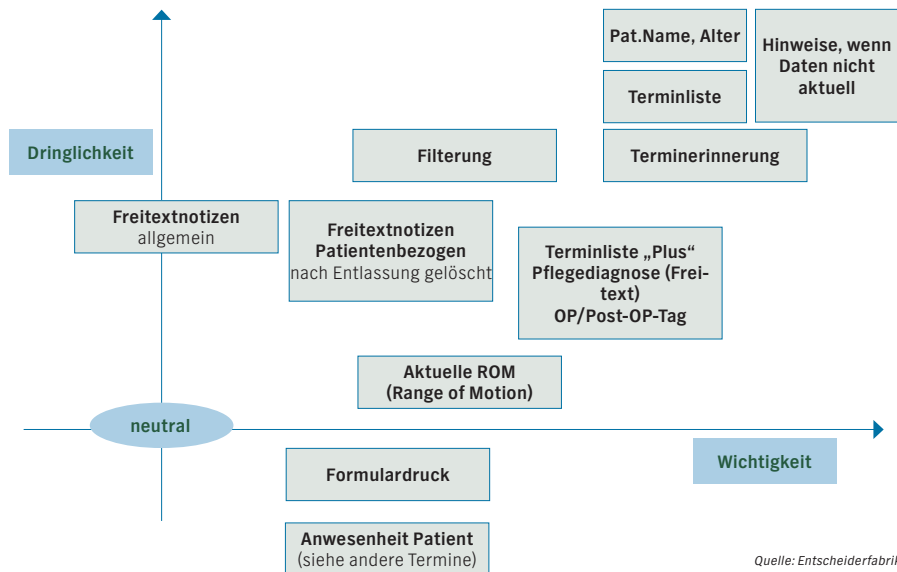 Pat.Name, Alter
Hinweise, wenn
Daten nicht
aktuell
Terminliste
Dringlichkeit
Filterung
Terminerinnerung
Freitextnotizen
allgemein
Freitextnotizen
Patientenbezogen
nach Entlassung gelöscht
Terminliste „Plus“
Pflegediagnose (Frei-
text)
OP/Post-OP-Tag
Aktuelle ROM
(Range of Motion)
neutral
Wichtigkeit
Formulardruck
Anwesenheit Patient
(siehe andere Termine)
Quelle: Entscheiderfabrik